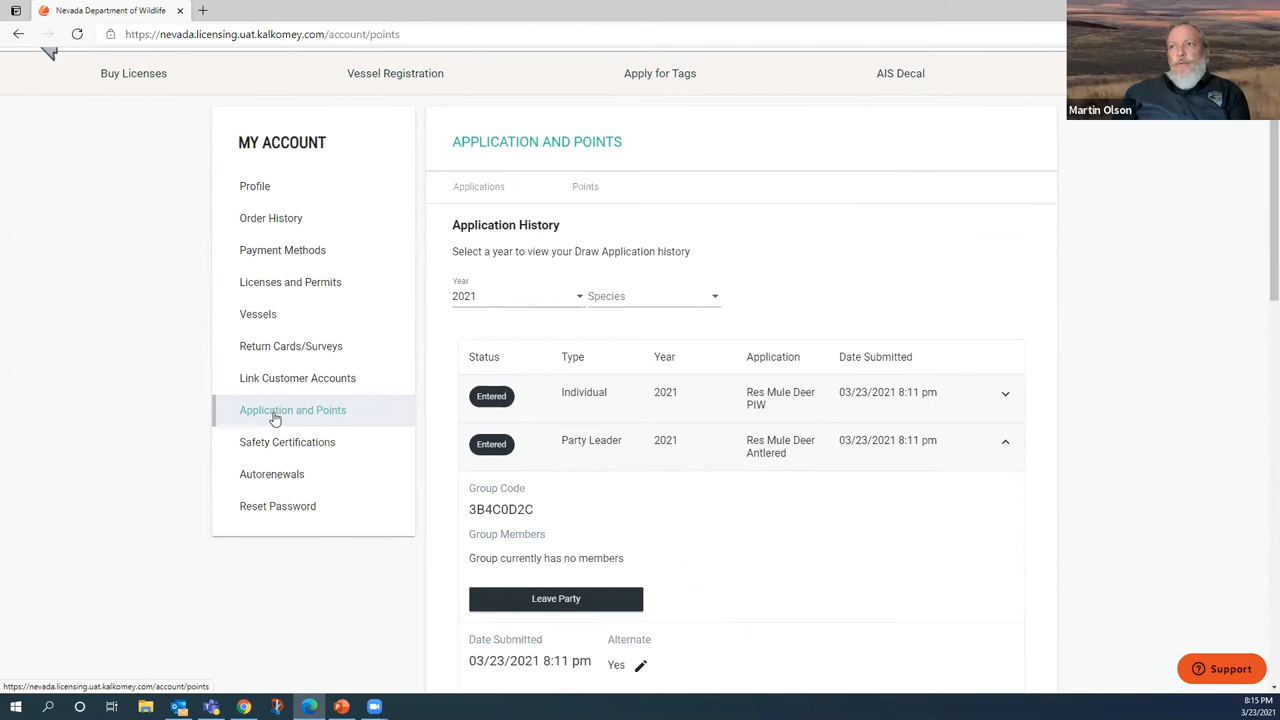 Nevada Department of Wildlife
https://nevada.licensing.uat.kalkomey.com/account/points
Buy Licenses
Vessel Registration
Apply for Tags
AIS Decal
Martin Olson
MY ACCOUNT
Profile
Order History
Payment Methods
Licenses and Permits
Vessels
Return Cards/Surveys
Link Customer Accounts
Application and Points
Safety Certifications
Autorenewals
Reset Password
APPLICATION AND POINTS
Applications
Points
Application History
Select a year to view your Draw Application history
Year
2021
Species
Status
Type
Year
Application
Date Submitted
Entered
Individual
2021
Res Mule Deer
PIW
03/23/2021 8:11 pm
Entered
Party Leader
2021
Res Mule Deer
Antlered
03/23/2021 8:11 pm
Group Code
3B4C0D2C
Group Members
Group currently has no members
Leave Party
Date Submitted
Alternate
03/23/2021 8:11 pm
Yes
Support
https://nevada.licensing.uat.kalkomey.com/account/points
8:15 PM
3/23/2021